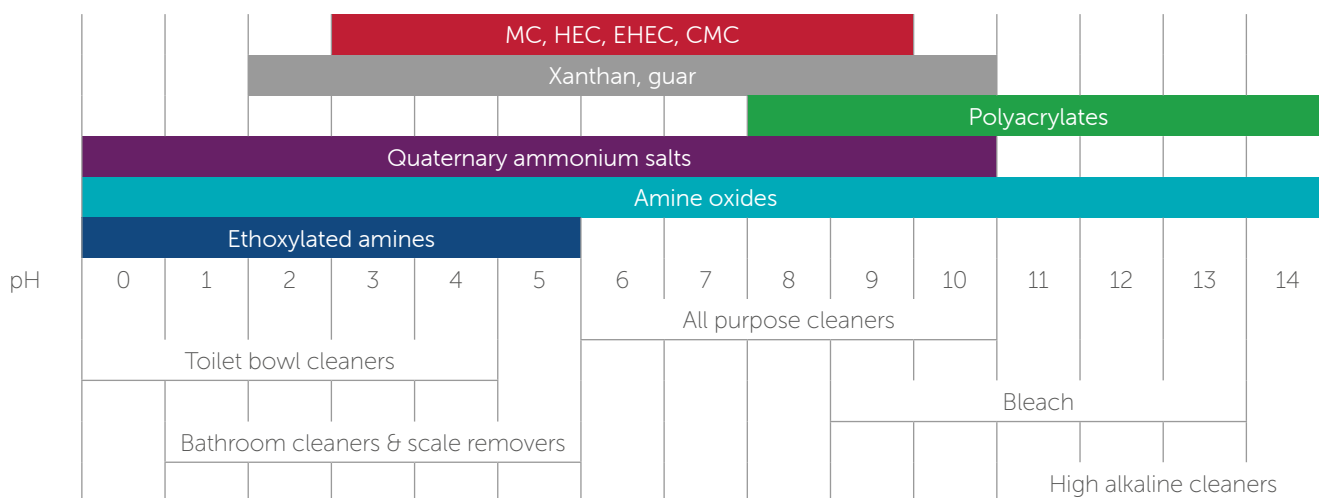 MC, HEC, EHEC, CMC
Xanthan, guar
Polyacrylates
Quaternary ammonium salts
Amine oxides
Ethoxylated amines
pH 0 1 2 3 4 5 6 7 8 9 10 11 12 13 14
All purpose cleaners
Toilet bowl cleaners
Bleach
Bathroom cleaners & scale removers
High alkaline cleaners